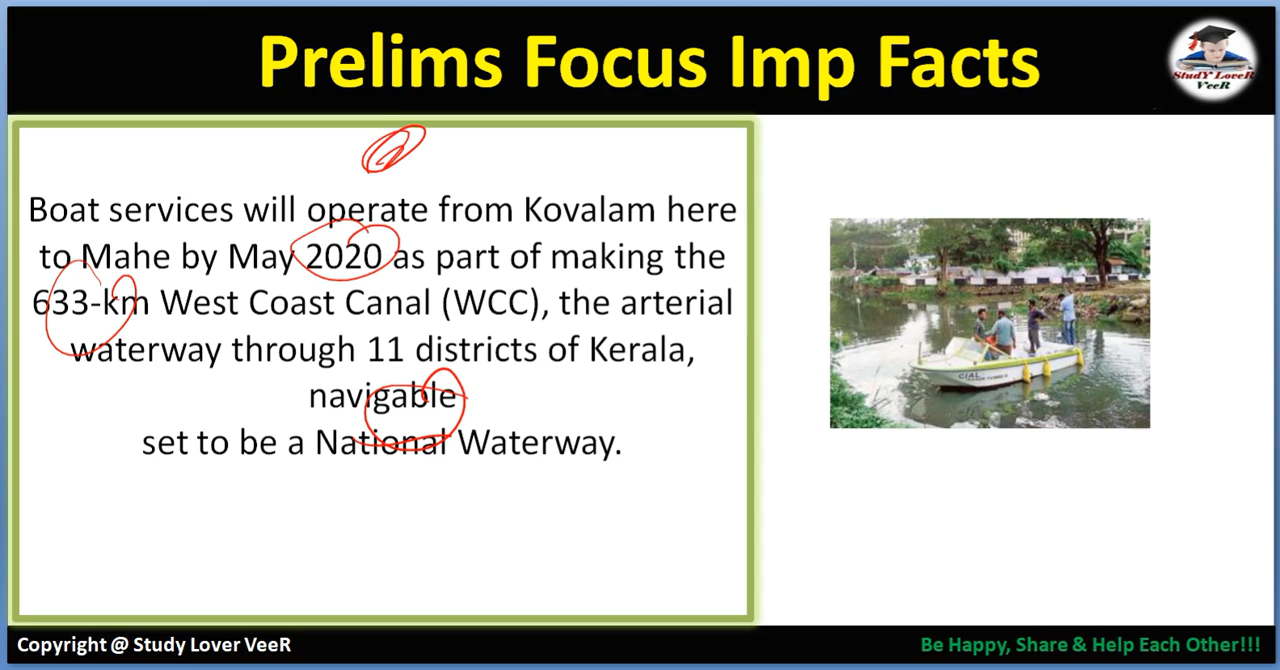 Prelims Focus Imp Facts
StudY LoveR
VeeR
Boat services will operate from Kovalam here
to Mahe by May 2020 as part of making the
633-km West Coast Canal (WCC), the arterial
waterway through 11 districts of Kerala,
navigable
set to be a National Waterway.
CIAL
Copyright @ Study Lover VeeR
Be Happy, Share & Help Each Other!!!